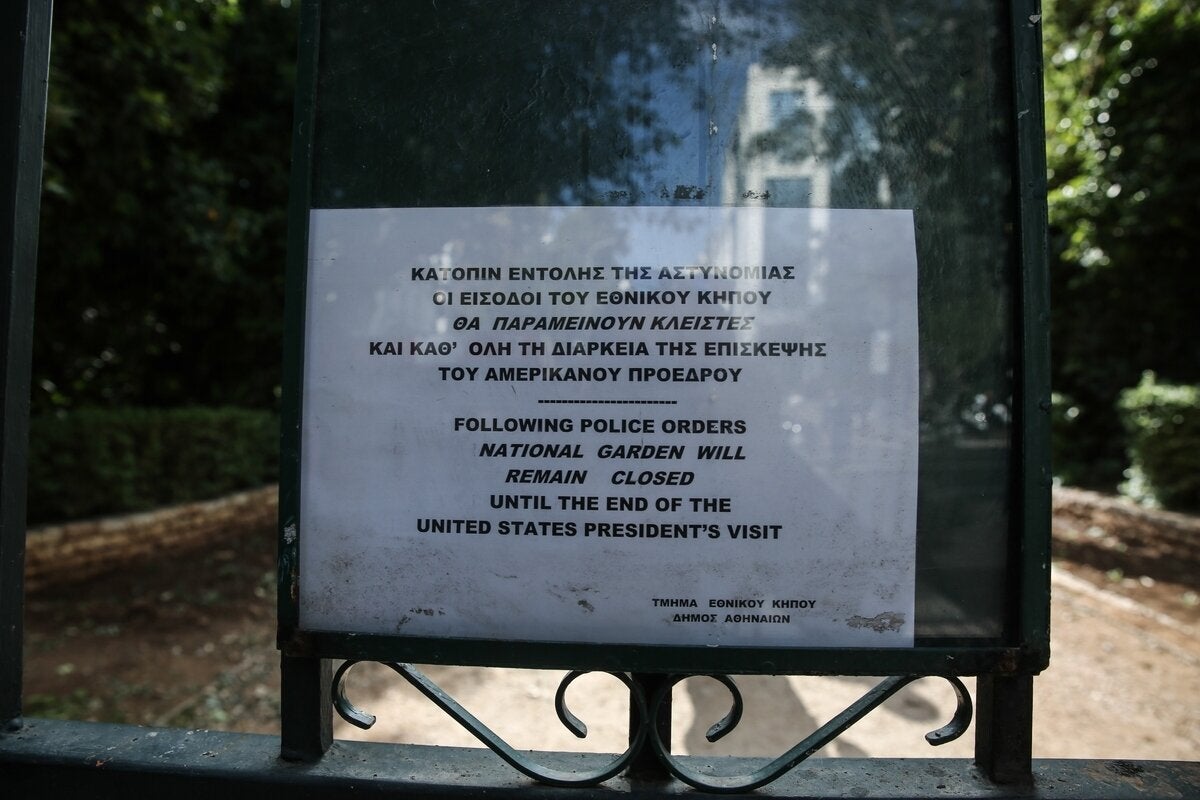 ΚΑΤΟΠΙΝ ΕΝΤΟΛΗΣ ΤΗΣ ΑΣΤΥΝΟΜΙΑΣ
ΟΙ ΕΙΣΟΔΟΙ ΤΟΥ ΕΘΝΙΚΟΥ ΚΗΠΟΥ
ΘΑ ΠΑΡΑΜΕΙΝΟΥΝ ΚΛΕΙΣΤΕΣ
ΚΑΙ ΚΑΘ’ ΟΛΗ ΤΗ ΔΙΑΡΚΕΙΑ ΤΗΣ ΕΠΙΣΚΕΨΗΣ
ΤΟΥ ΑΜΕΡΙΚΑΝΟΥ ΠΡΟΕΔΡΟΥ
-----------------------
FOLLOWING POLICE ORDERS
NATIONAL GARDEN WILL
REMAIN CLOSED
UNTIL THE END OF THE
UNITED STATES PRESIDENT’S VISIT
ΤΜΗΜΑ ΕΘΝΙΚΟΥ ΚΗΠΟΥ
ΔΗΜΟΣ ΑΘΗΝΑΙΩΝ